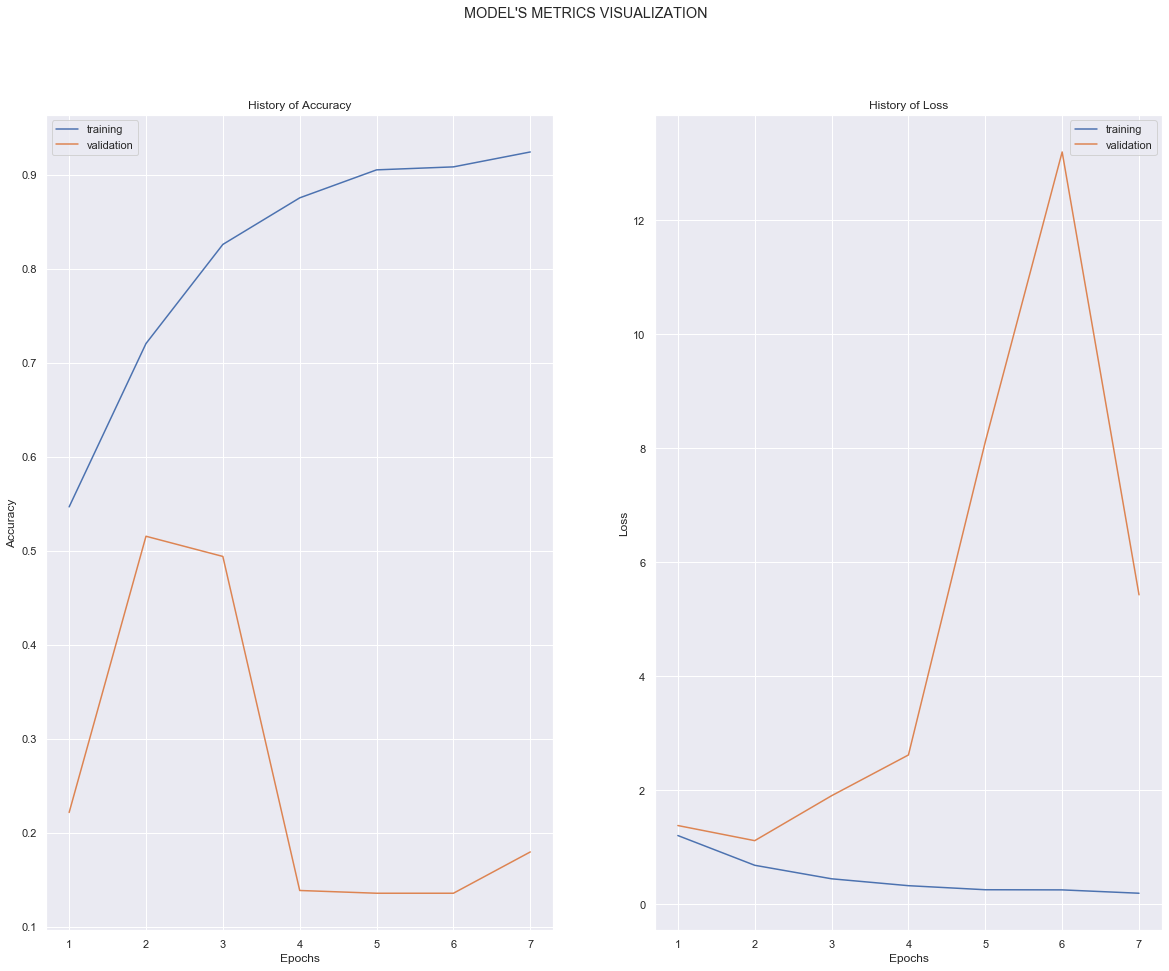 MODEL'S METRICS VISUALIZATION
History of Accuracy
training
validation
0.9
0.8
0.7
0.6
0.5
0.4
0.3
0.2
0.1
Accuracy
1 2 3 4 5 6 7
Epochs
History of Loss
training
validation
12
10
8
6
4
2
0
Loss
1 2 3 4 5 6 7
Epochs